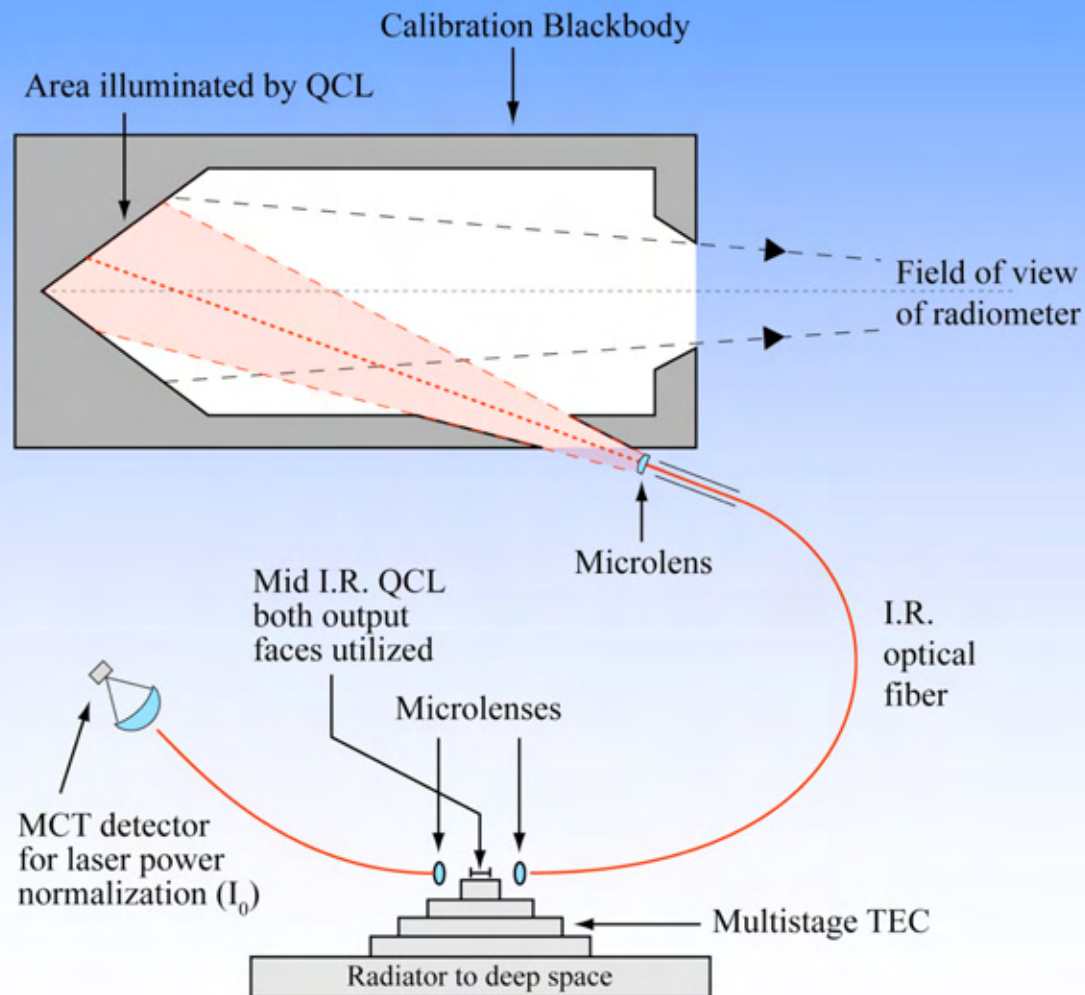 Calibration Blackbody
Area illuminated by QCL
Field of view
of radiometer
Microlens
Mid I.R. QCL
both output
faces utilized
I.R.
optical
fiber
Microlenses
MCT detector
for laser power
normalization (I₀)
Multistage TEC
Radiator to deep space